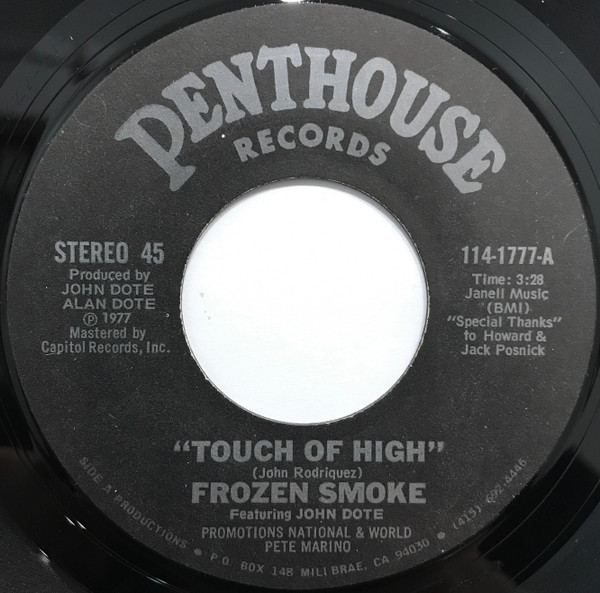 PENTHOUSE
RECORDS
STEREO 45
Produced by
JOHN DOTE
ALAN DOTE
Ⓟ 1977
Mastered by
Capitol Records, Inc.
114-1777-A
Time: 3:28
Janell Music
(BMI)
"Special Thanks"
to Howard &
Jack Posnick
"TOUCH OF HIGH"
(John Rodriquez)
FROZEN SMOKE
Featuring JOHN DOTE
PROMOTIONS NATIONAL & WORLD
PETE MARINO
SIDE A PRODUCTIONS • P.O. BOX 148 MILIBRAE, CA 94030 • (415) 692-4446